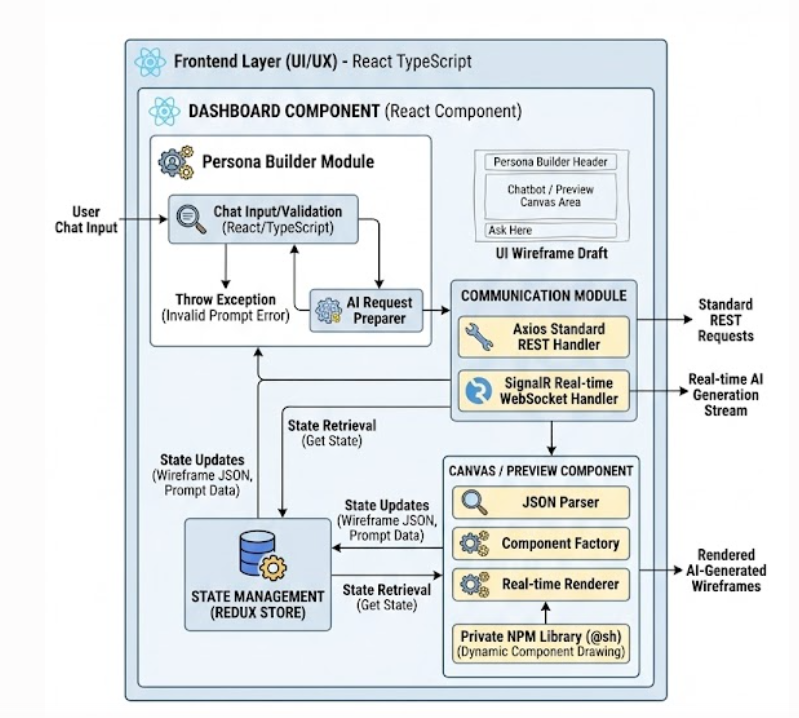 Frontend Layer (UI/UX) - React TypeScript
DASHBOARD COMPONENT (React Component)
Persona Builder Module
User
Chat Input
Chat Input/Validation
(React/TypeScript)
Throw Exception
(Invalid Prompt Error)
AI Request
Preparer
Persona Builder Header
Chatbot / Preview
Canvas Area
Ask Here
UI Wireframe Draft
COMMUNICATION MODULE
Axios Standard
REST Handler
SignalR Real-time
WebSocket Handler
Standard
REST
Requests
Real-time AI
Generation
Stream
State Retrieval
(Get State)
State Updates
(Wireframe JSON,
Prompt Data)
State Updates
(Wireframe JSON,
Prompt Data)
STATE MANAGEMENT
(REDUX STORE)
State Retrieval
(Get State)
CANVAS / PREVIEW COMPONENT
JSON Parser
Component Factory
Real-time Renderer
Private NPM Library (@sh)
(Dynamic Component Drawing)
Rendered
AI-Generated
Wireframes